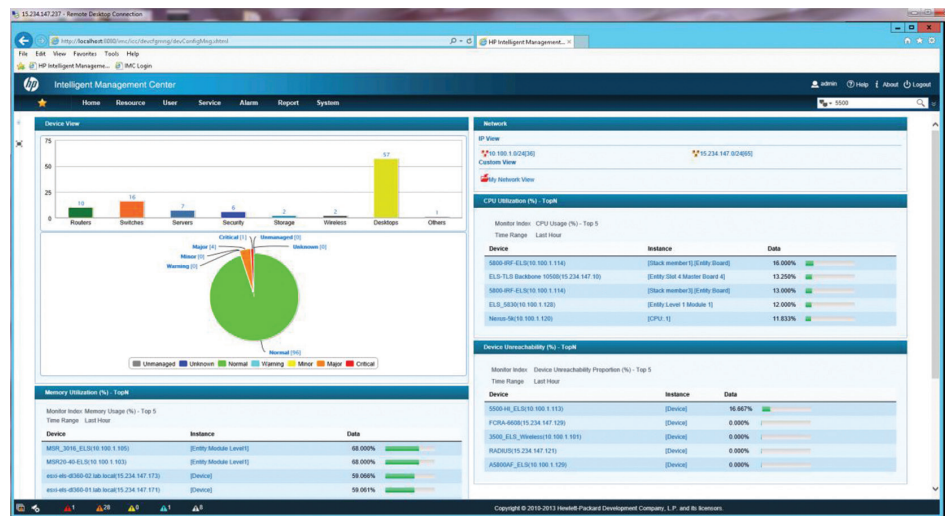 15.234.147.237 - Remote Desktop Connection
HP Intelligent Management...
File Edit View Favorites Tools Help
HP Intelligent Manageme... IMC Login
hp Intelligent Management Center
admin Help About Logout
Home Resource User Service Alarm Report System
5500
Device View
75
50
25
0
10
16
7
6
2
2
57
1
Routers Switches Servers Security Storage Wireless Desktops Others
Critical [1] Unmanaged [0]
Major [4] Unknown [0]
Minor [0]
Warning [0]
Normal [96]
Unmanaged Unknown Normal Warning Minor Major Critical
Memory Utilization (%) - TopN
Monitor Index Memory Usage (%) - Top 5
Time Range Last Hour
Device Instance Data
MSR_3016_ELS(10.100.1.105) [Entity Module Level1] 68.000%
MSR20-40-ELS(10.100.1.103) [Entity Module Level1] 68.000%
esxi-els-dl360-02.lab.local(15.234.147.173) [Device] 59.066%
esxi-els-dl360-01.lab.local(15.234.147.171) [Device] 59.061%
Network
IP View
10.100.1.0/24[36] 15.234.147.0/24[65]
Custom View
My Network View
CPU Utilization (%) - TopN
Monitor Index CPU Usage (%) - Top 5
Time Range Last Hour
Device Instance Data
5800-IRF-ELS(10.100.1.114) [Stack member1],[Entity Board] 16.000%
ELS-TLS Backbone 10500(15.234.147.10) [Entity Slot 4:Master Board 4] 13.250%
5800-IRF-ELS(10.100.1.114) [Stack member3],[Entity Board] 13.000%
ELS_5830(10.100.1.128) [Entity Level 1 Module 1] 12.000%
Nexus-5k(10.100.1.120) [CPU :1] 11.833%
Device Unreachability (%) - TopN
Monitor Index Device Unreachability Proportion (%) - Top 5
Time Range Last Hour
Device Instance Data
5500-HI_ELS(10.100.1.113) [Device] 16.667%
FCRA-6608(15.234.147.129) [Device] 0.000%
3500_ELS_Wireless(10.100.1.101) [Device] 0.000%
RADIUS(15.234.147.121) [Device] 0.000%
A5800AF_ELS(10.100.1.129) [Device] 0.000%
1 28 0 1 8
Copyright © 2010-2013 Hewlett-Packard Development Company, L.P. and its licensors.